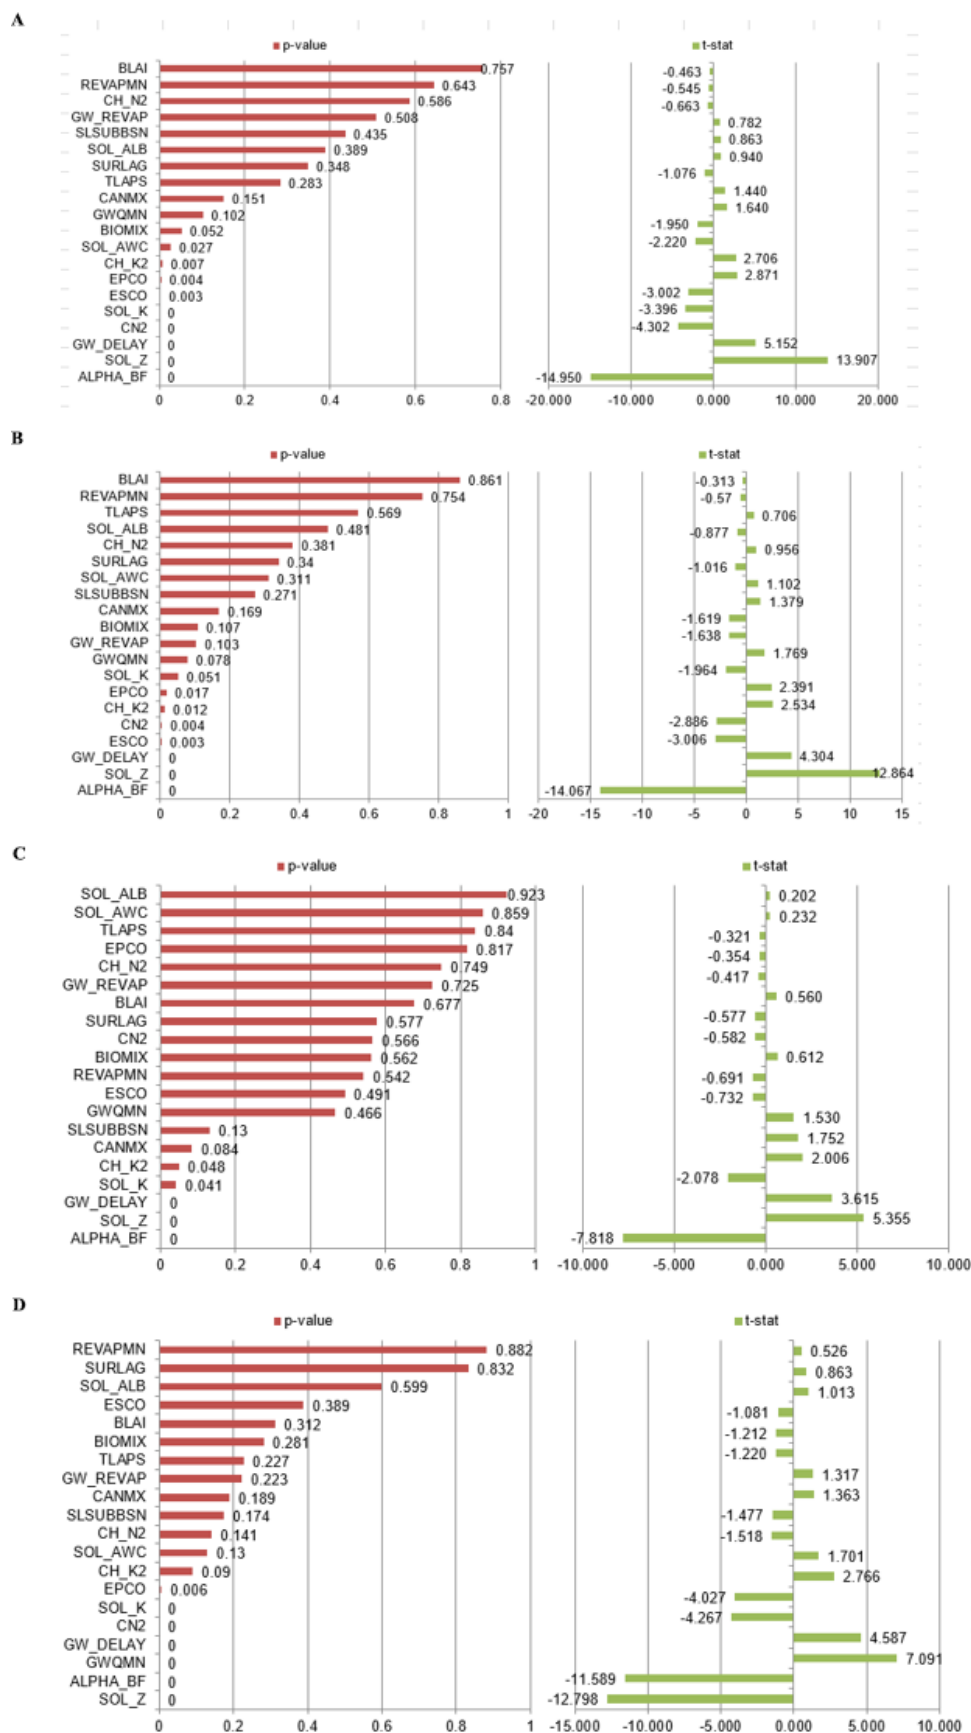 A
p-value t-stat
BLAI 0.757 -0.463
REVAPMN 0.643 -0.545
CH_N2 0.586 -0.663
GW_REVAP 0.508 0.782
SLSUBBSN 0.435 0.863
SOL_ALB 0.389 0.940
SURLAG 0.348 -1.076
TLAPS 0.283 1.440
CANMX 0.151 1.640
GWQMN 0.102 -1.950
BIOMIX 0.052 -2.220
SOL_AWC 0.027 2.706
CH_K2 0.007 2.871
EPCO 0.004 -3.002
ESCO 0.003 -3.396
SOL_K 0 -4.302
CN2 0 5.152
GW_DELAY 0 13.907
SOL_Z 0 -14.950
ALPHA_BF 0
0 0.2 0.4 0.6 0.8 -20.000 -10.000 0.000 10.000 20.000
B
p-value t-stat
BLAI 0.861 -0.313
REVAPMN 0.754 -0.57
TLAPS 0.569 0.706
SOL_ALB 0.481 -0.877
CH_N2 0.381 0.956
SURLAG 0.34 -1.016
SOL_AWC 0.311 1.102
SLSUBBSN 0.271 1.379
CANMX 0.169 -1.619
BIOMIX 0.107 -1.638
GW_REVAP 0.103 1.769
GWQMN 0.078 -1.964
SOL_K 0.051 2.391
EPCO 0.017 2.534
CH_K2 0.012 -2.886
CN2 0.004 -3.006
ESCO 0.003 4.304
GW_DELAY 0 12.864
SOL_Z 0 -14.067
ALPHA_BF 0
0 0.2 0.4 0.6 0.8 1 -20 -15 -10 -5 0 5 10 15
C
p-value t-stat
SOL_ALB 0.923 0.202
SOL_AWC 0.859 0.232
TLAPS 0.84 -0.321
EPCO 0.817 -0.354
CH_N2 0.749 -0.417
GW_REVAP 0.725 0.560
BLAI 0.677 -0.577
SURLAG 0.577 -0.582
CN2 0.566 0.612
BIOMIX 0.562 -0.691
REVAPMN 0.542 -0.732
ESCO 0.491 1.530
GWQMN 0.466 1.752
SLSUBBSN 0.13 2.006
CANMX 0.084 -2.078
CH_K2 0.048 3.615
SOL_K 0.041 5.355
GW_DELAY 0 -7.818
SOL_Z 0
ALPHA_BF 0
0 0.2 0.4 0.6 0.8 1 -10.000 -5.000 0.000 5.000 10.000
D
p-value t-stat
REVAPMN 0.882 0.526
SURLAG 0.832 0.863
SOL_ALB 0.599 1.013
ESCO 0.389 -1.081
BLAI 0.312 -1.212
BIOMIX 0.281 -1.220
TLAPS 0.227 1.317
GW_REVAP 0.223 1.363
CANMX 0.189 -1.477
SLSUBBSN 0.174 -1.518
CH_N2 0.141 1.701
SOL_AWC 0.13 2.766
CH_K2 0.09 -4.027
EPCO 0.006 -4.267
SOL_K 0 4.587
CN2 0 7.091
GW_DELAY 0 -11.589
GWQMN 0 -12.798
ALPHA_BF 0
SOL_Z 0
0 0.2 0.4 0.6 0.8 1 -15.000 -10.000 -5.000 0.000 5.000 10.000